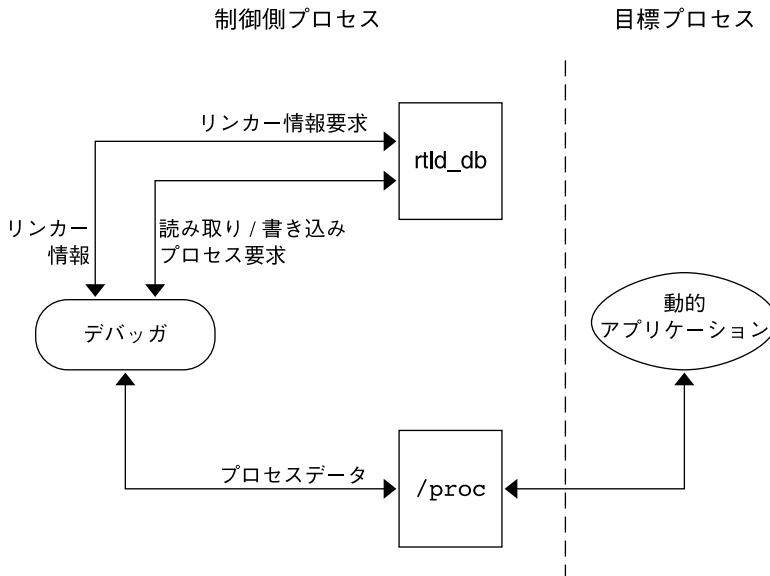 制御側プロセス
目標プロセス
リンカー情報要求
rtld_db
リンカー
情報
読み取り / 書き込み
プロセス要求
デバッガ
動的
アプリケーション
プロセスデータ
/proc